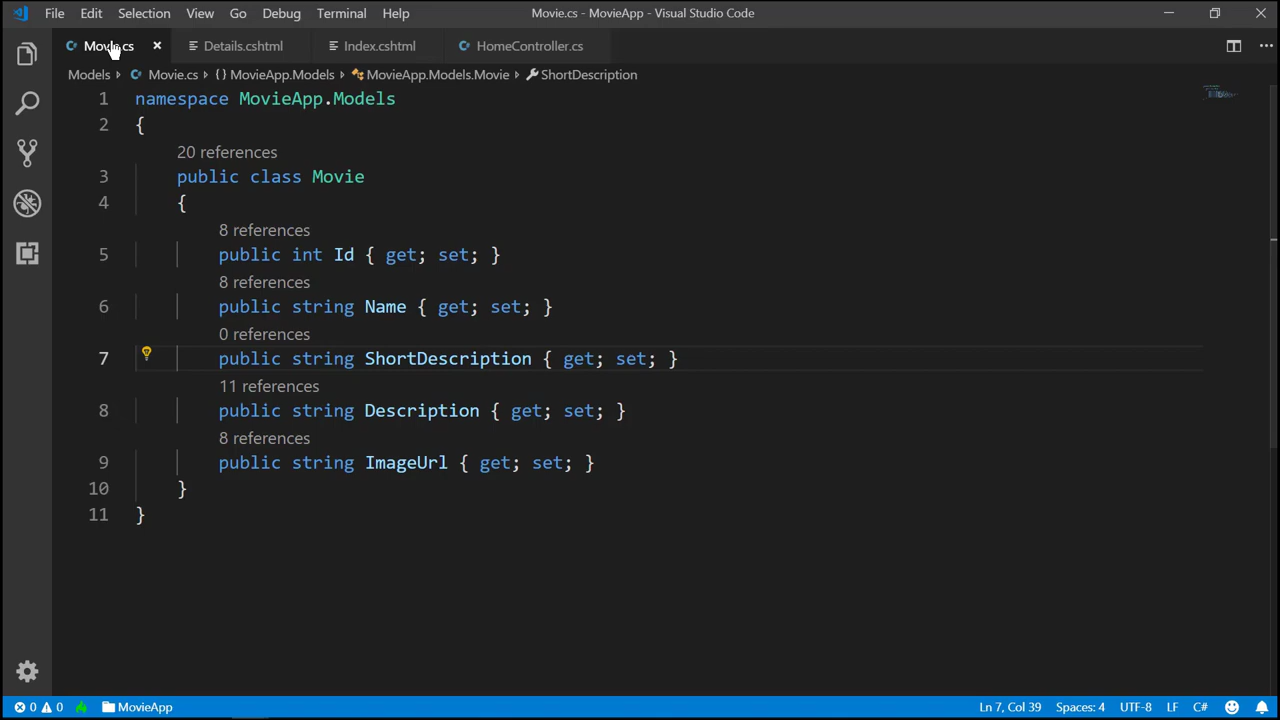 File Edit Selection View Go Debug Terminal Help Movie.cs - MovieApp - Visual Studio Code
Movie.cs Details.cshtml Index.cshtml HomeController.cs
Models Movie.cs {} MovieApp.Models MovieApp.Models.Movie ShortDescription
1 namespace MovieApp.Models
2 {
20 references
3 public class Movie
4 {
8 references
5 public int Id { get; set; }
8 references
6 public string Name { get; set; }
0 references
7 public string ShortDescription { get; set; }
11 references
8 public string Description { get; set; }
8 references
9 public string ImageUrl { get; set; }
10 }
11 }
0 0 MovieApp Ln 7, Col 39 Spaces: 4 UTF-8 LF C#